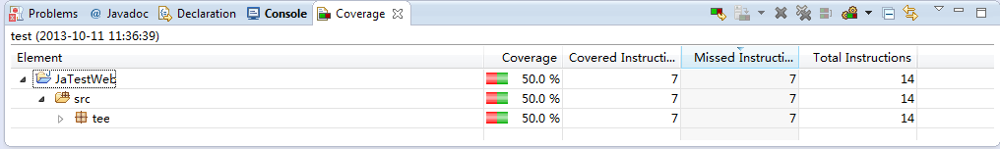 Problems @ Javadoc Declaration Console Coverage
test (2013-10-11 11:36:39)
Element Coverage Covered Instructi... Missed Instructi... Total Instructions
JaTestWeb 50.0 % 7 7 14
src 50.0 % 7 7 14
tee 50.0 % 7 7 14